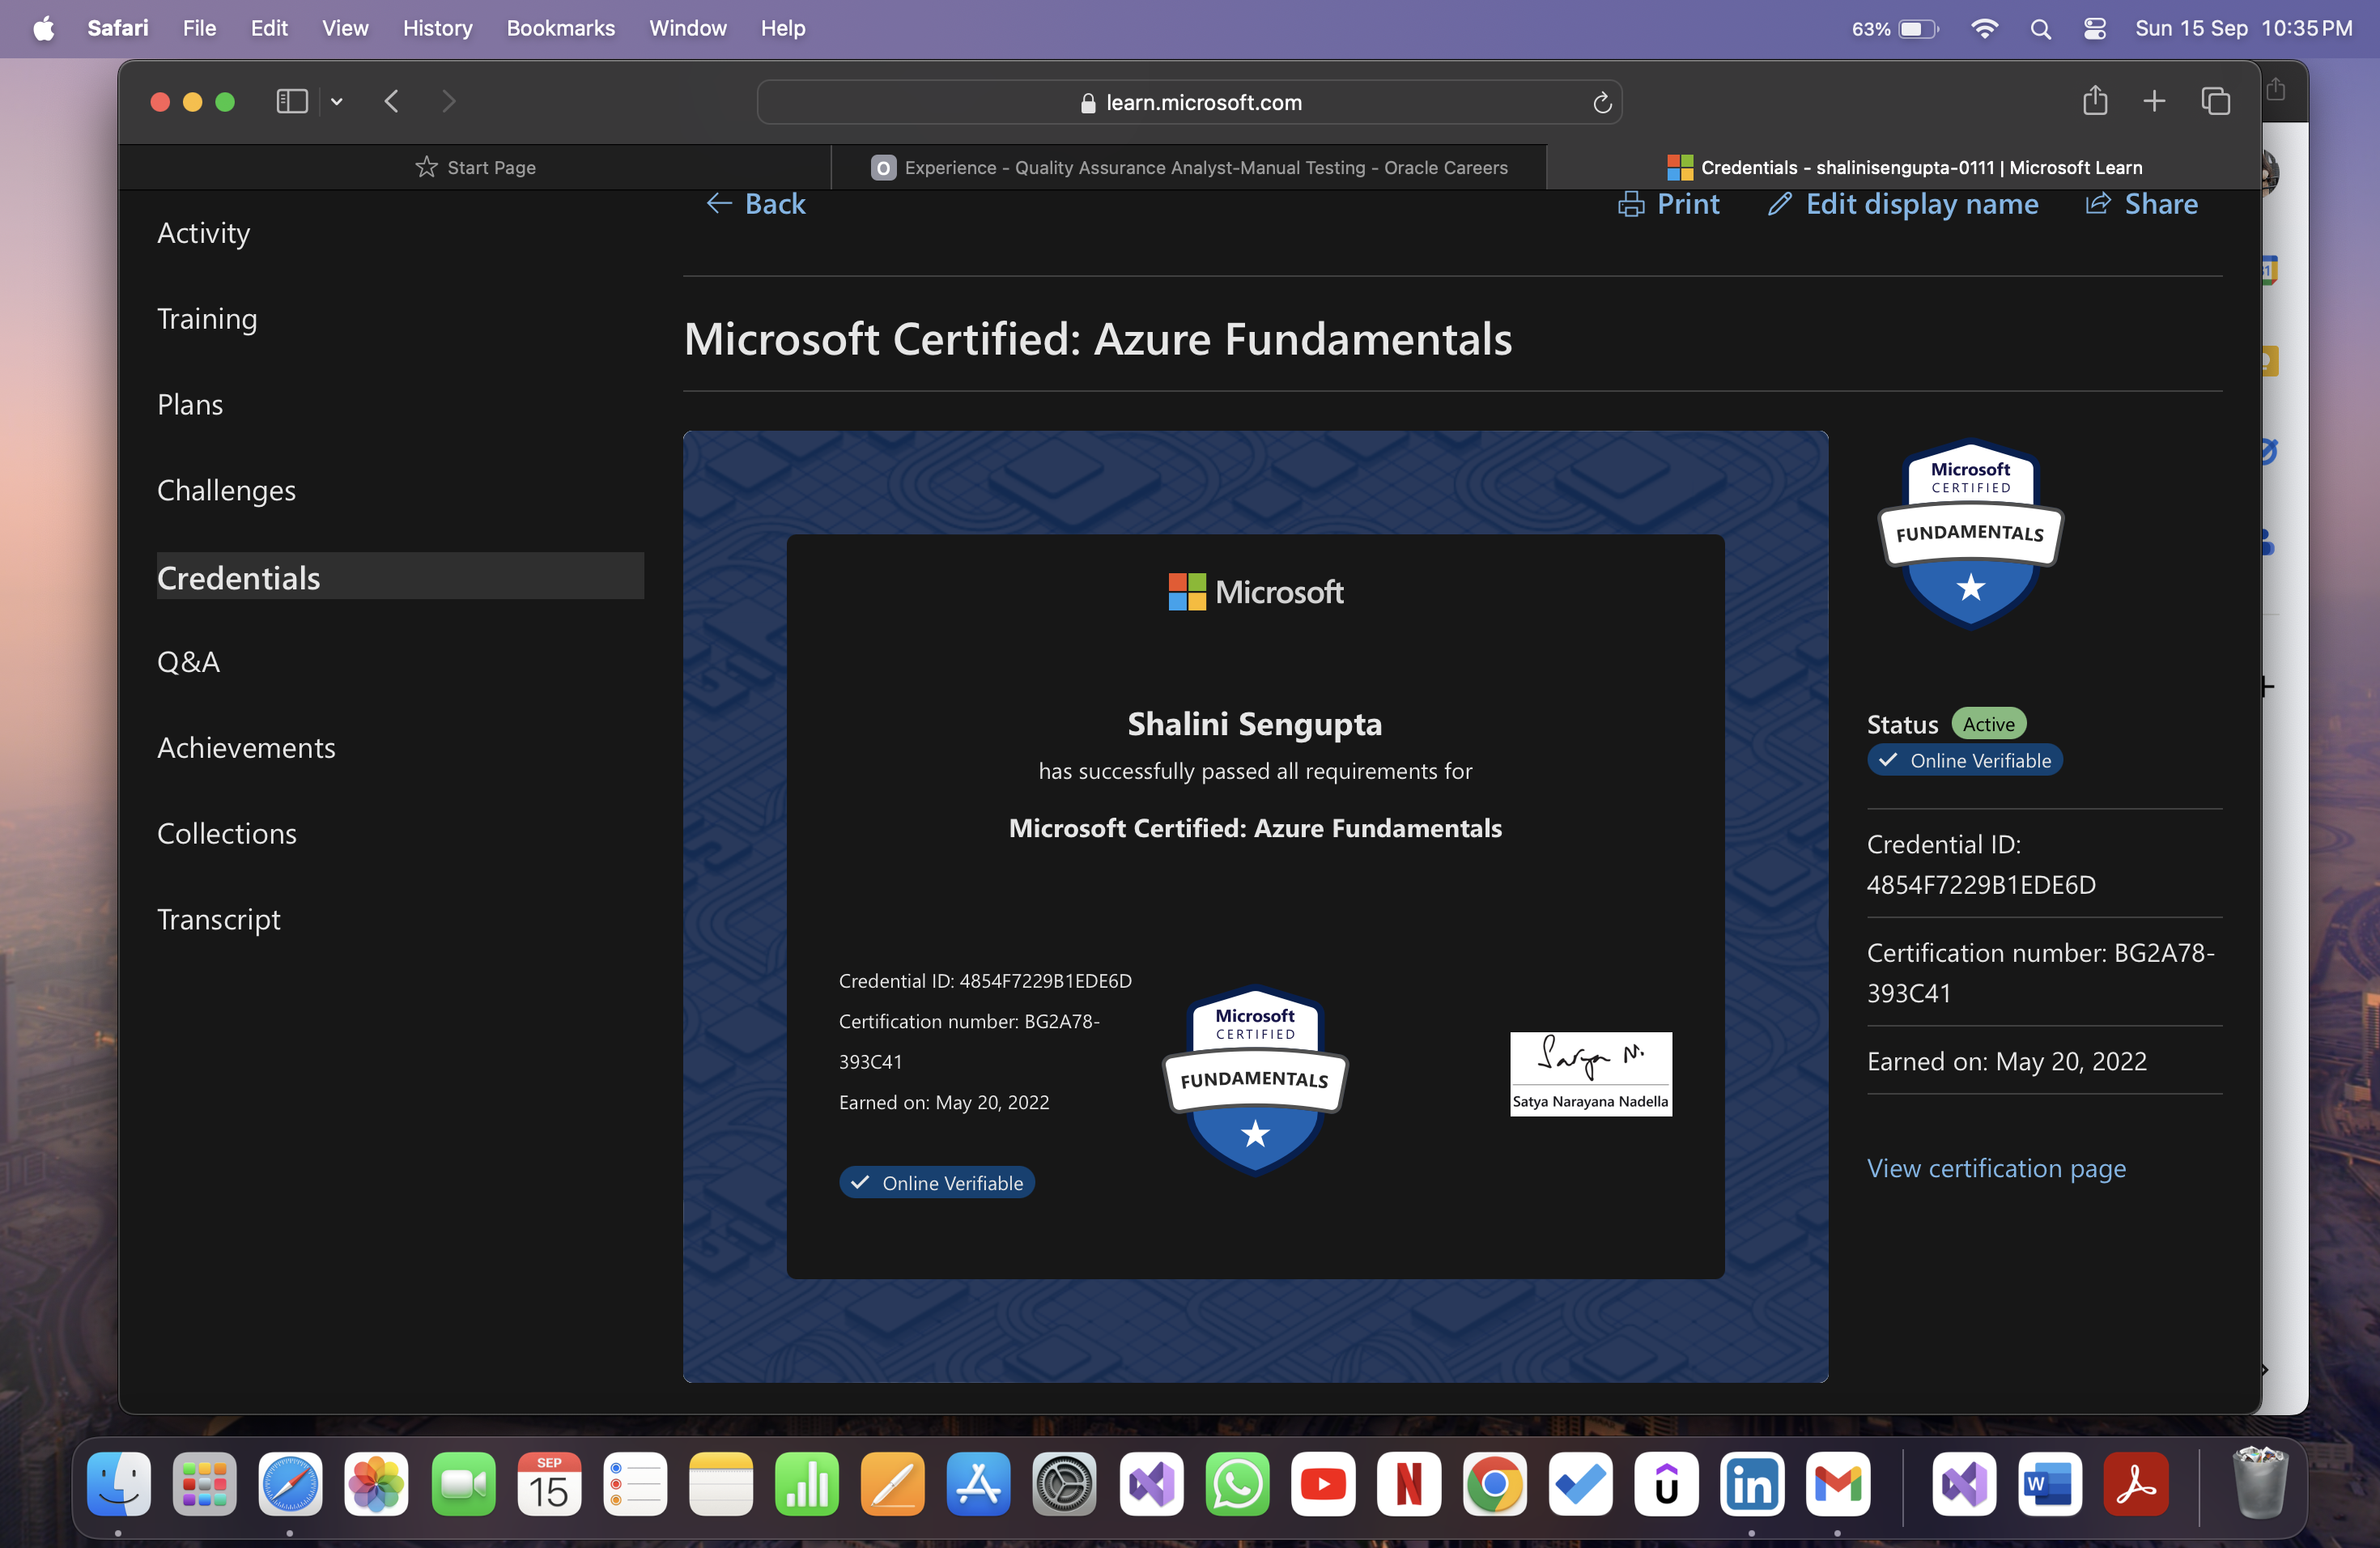 Safari File Edit View History Bookmarks Window Help 63% Sun 15 Sep 10:35 PM
learn.microsoft.com
Start Page
Experience - Quality Assurance Analyst-Manual Testing - Oracle Careers
Credentials - shalinisengupta-0111 | Microsoft Learn
Back
Print
Edit display name
Share
Activity
Training
Plans
Challenges
Credentials
Q&A
Achievements
Collections
Transcript
Microsoft Certified: Azure Fundamentals
Microsoft
Shalini Sengupta
has successfully passed all requirements for
Microsoft Certified: Azure Fundamentals
Credential ID: 4854F7229B1EDE6D
Certification number: BG2A78-
393C41
Earned on: May 20, 2022
Online Verifiable
Microsoft
CERTIFIED
FUNDAMENTALS
Satya N.
Satya Narayana Nadella
Microsoft
CERTIFIED
FUNDAMENTALS
Status Active
Online Verifiable
Credential ID:
4854F7229B1EDE6D
Certification number: BG2A78-
393C41
Earned on: May 20, 2022
View certification page
SEP
15